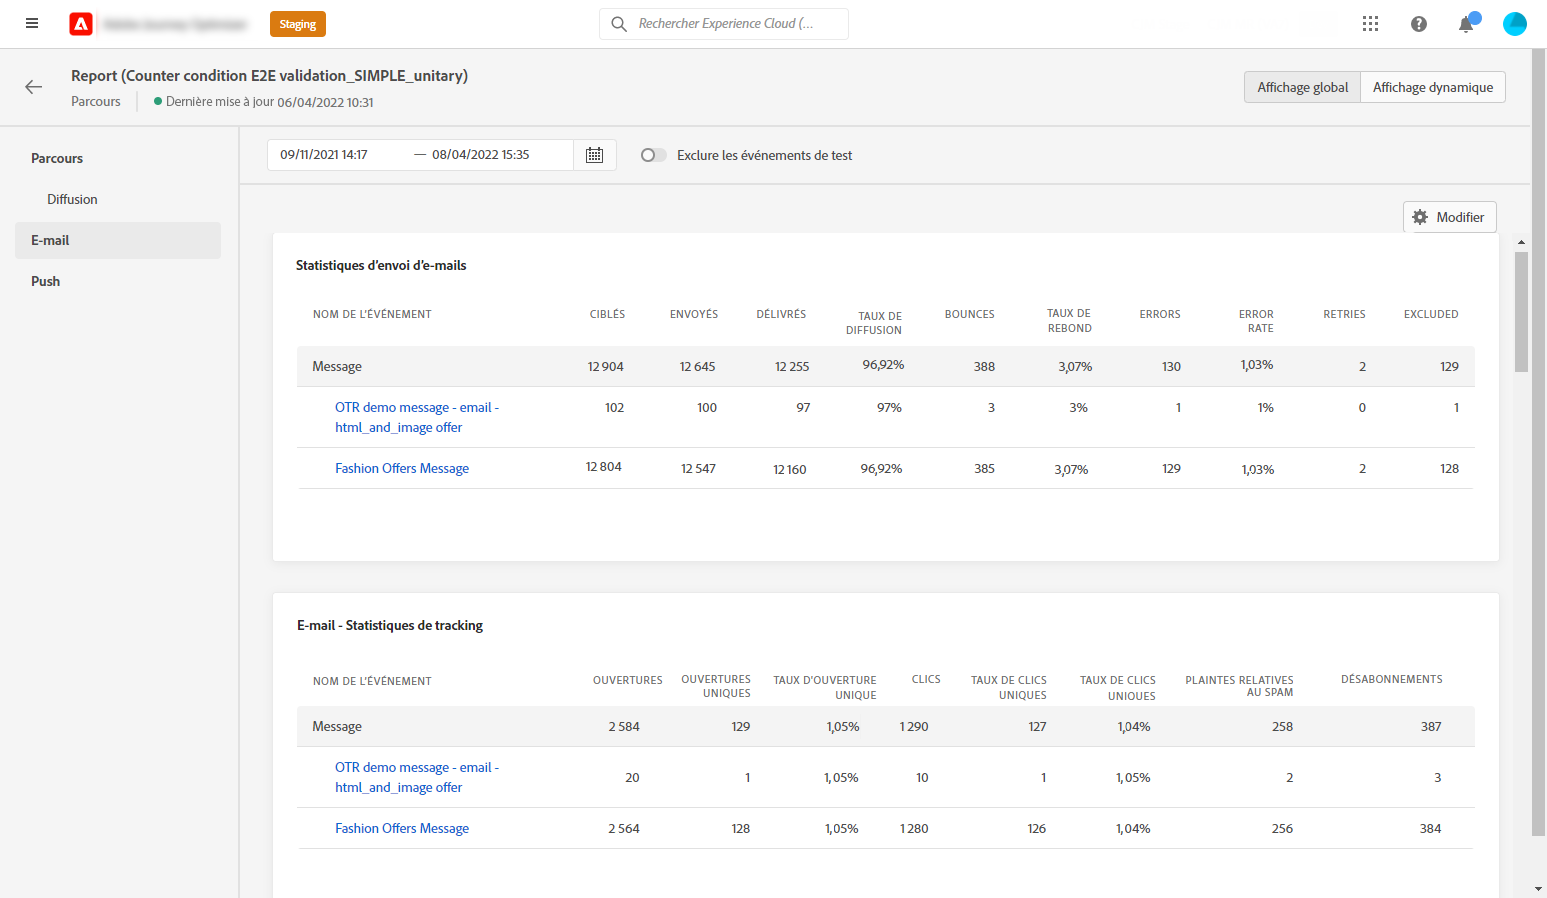 Staging
Rechercher Experience Cloud (...
Report (Counter condition E2E validation_SIMPLE_unitary)
Parcours
Dernière mise à jour 06/04/2022 10:31
Affichage global
Affichage dynamique
Parcours
Diffusion
E-mail
Push
09/11/2021 14:17 — 08/04/2022 15:35
Exclure les événements de test
Modifier
Statistiques d'envoi d'e-mails
NOM DE L'ÉVÉNEMENT CIBLÉS ENVOYÉS DÉLIVRÉS TAUX DE DIFFUSION BOUNCES TAUX DE REBOND ERRORS ERROR RATE RETRIES EXCLUDED
Message 12 904 12 645 12 255 96,92% 388 3,07% 130 1,03% 2 129
OTR demo message - email - 102 100 97 97% 3 3% 1 1% 0 1
html_and_image offer
Fashion Offers Message 12 804 12 547 12 160 96,92% 385 3,07% 129 1,03% 2 128
E-mail - Statistiques de tracking
NOM DE L'ÉVÉNEMENT OUVERTURES OUVERTURES UNIQUES TAUX D'OUVERTURE UNIQUE CLICS TAUX DE CLICS UNIQUES TAUX DE CLICS UNIOUES PLAINTES RELATIVES AU SPAM DÉSABONNEMENTS
Message 2 584 129 1,05% 1 290 127 1,04% 258 387
OTR demo message - email -
html_and_image offer 20 1 1,05% 10 1 1,05% 2 3
Fashion Offers Message 2 564 128 1,05% 1 280 126 1,04% 256 384